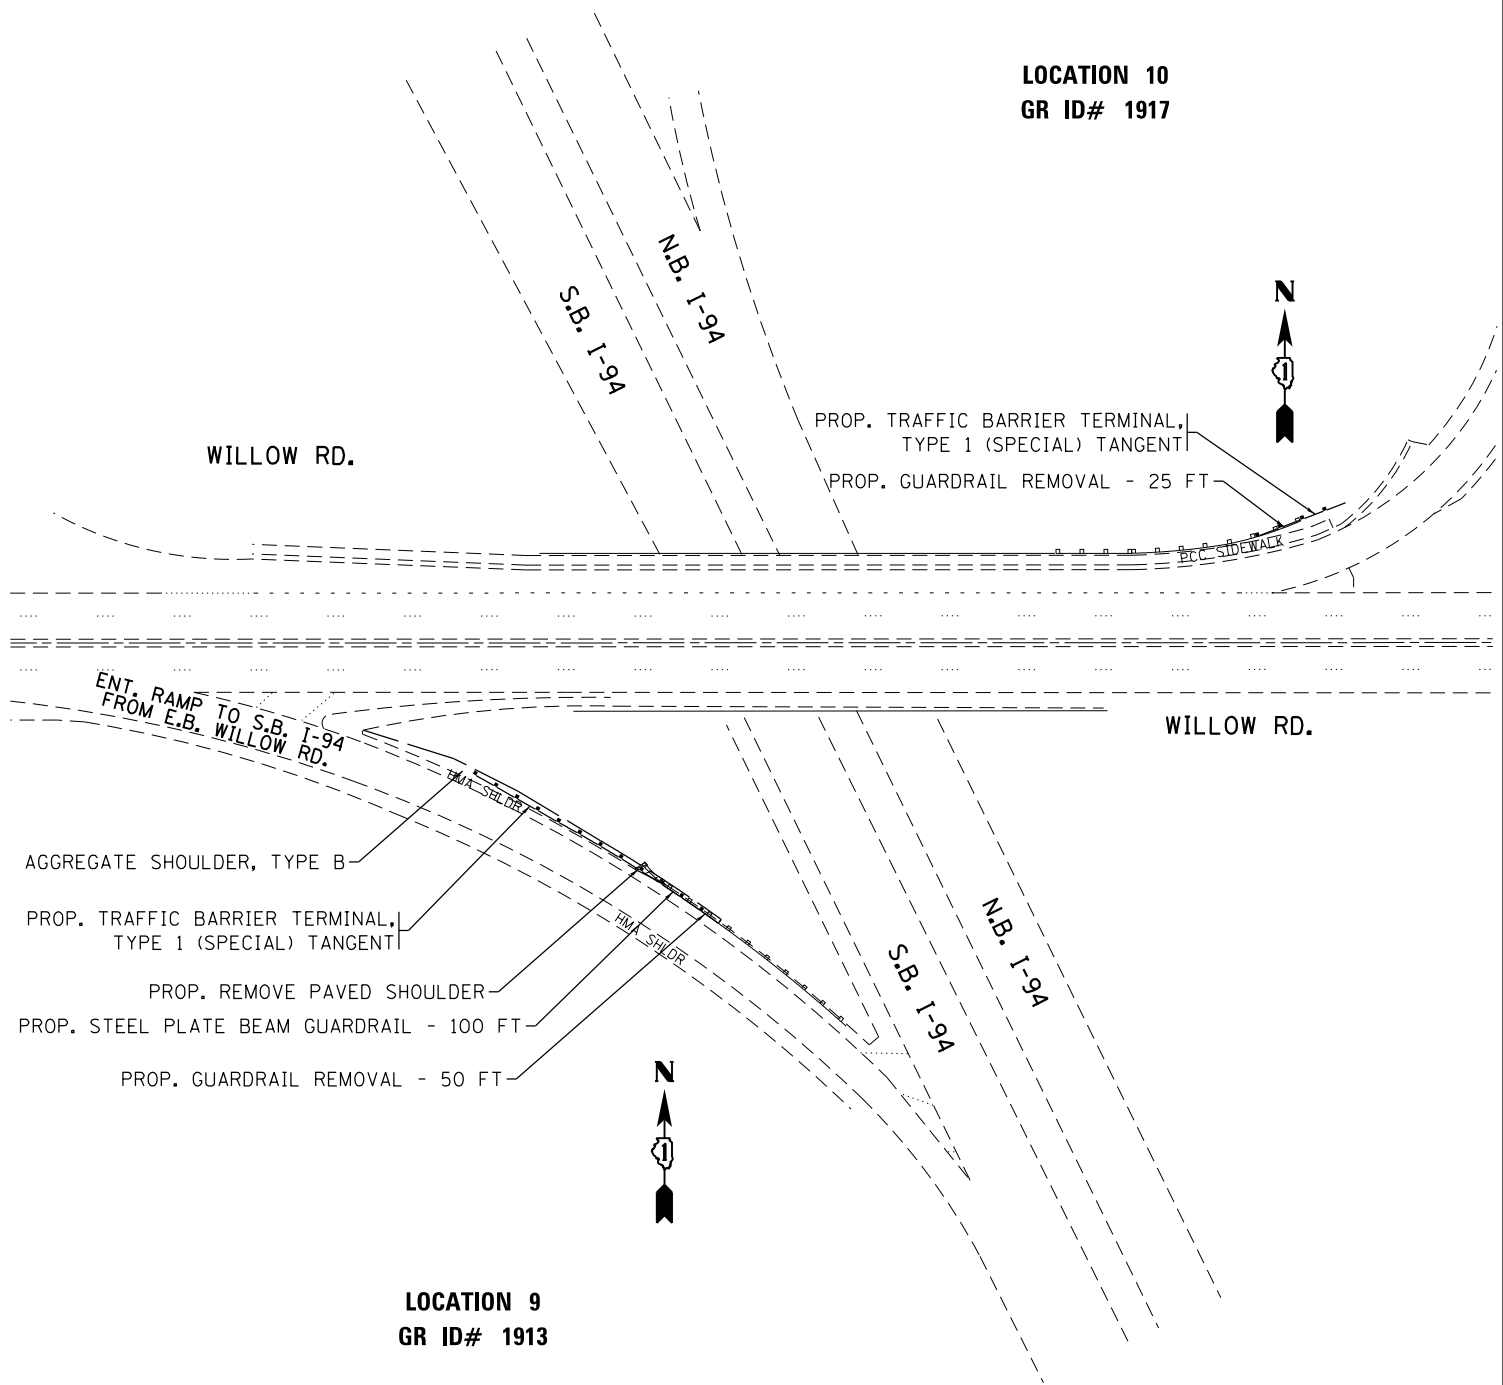 LOCATION 10
GR ID# 1917
N.B. I-94
S.B. I-94
N
1
PROP. TRAFFIC BARRIER TERMINAL,
TYPE 1 (SPECIAL) TANGENT
WILLOW RD.
PROP. GUARDRAIL REMOVAL - 25 FT
PCC SIDEWALK
ENT. RAMP TO S.B. I-94
FROM E.B. WILLOW RD.
WILLOW RD.
HMA SHLDR
AGGREGATE SHOULDER, TYPE B
PROP. TRAFFIC BARRIER TERMINAL,
TYPE 1 (SPECIAL) TANGENT
HMA SHLDR
N.B. I-94
S.B. I-94
PROP. REMOVE PAVED SHOULDER
PROP. STEEL PLATE BEAM GUARDRAIL - 100 FT
PROP. GUARDRAIL REMOVAL - 50 FT
N
1
LOCATION 9
GR ID# 1913